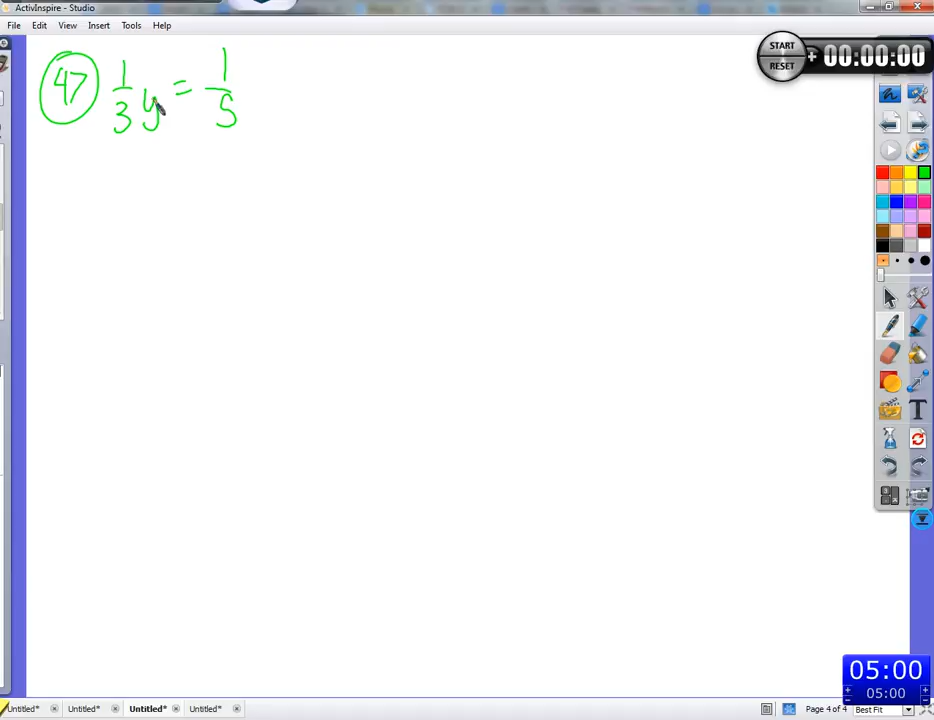 ActivInspire - Studio
File Edit View Insert Tools Help
START
RESET
00:00:00
47 1/3 y = 1/5
05:00
05:00
Untitled* Untitled* Untitled* Untitled* Page 4 of 4 Best Fit